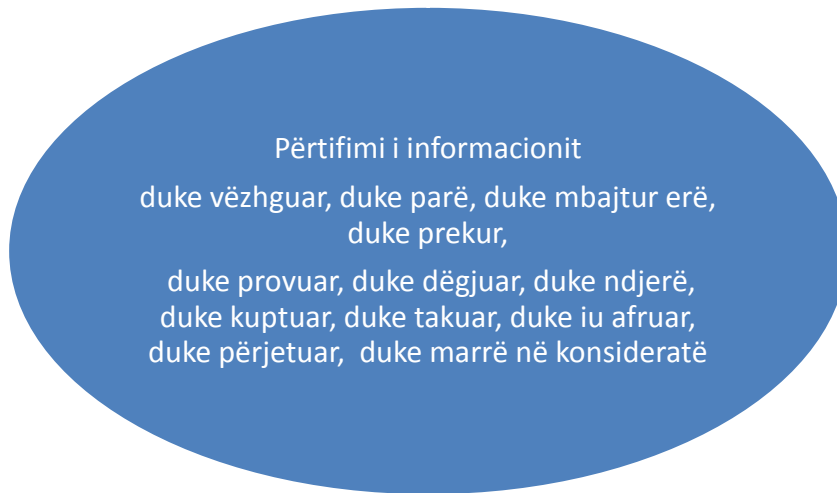 Përtifimi i informacionit
duke vëzhguar, duke parë, duke mbajtur erë,
duke prekur,
duke provuar, duke dëgjuar, duke ndjerë,
duke kuptuar, duke takuar, duke iu afruar,
duke përjetuar, duke marrë në konsideratë